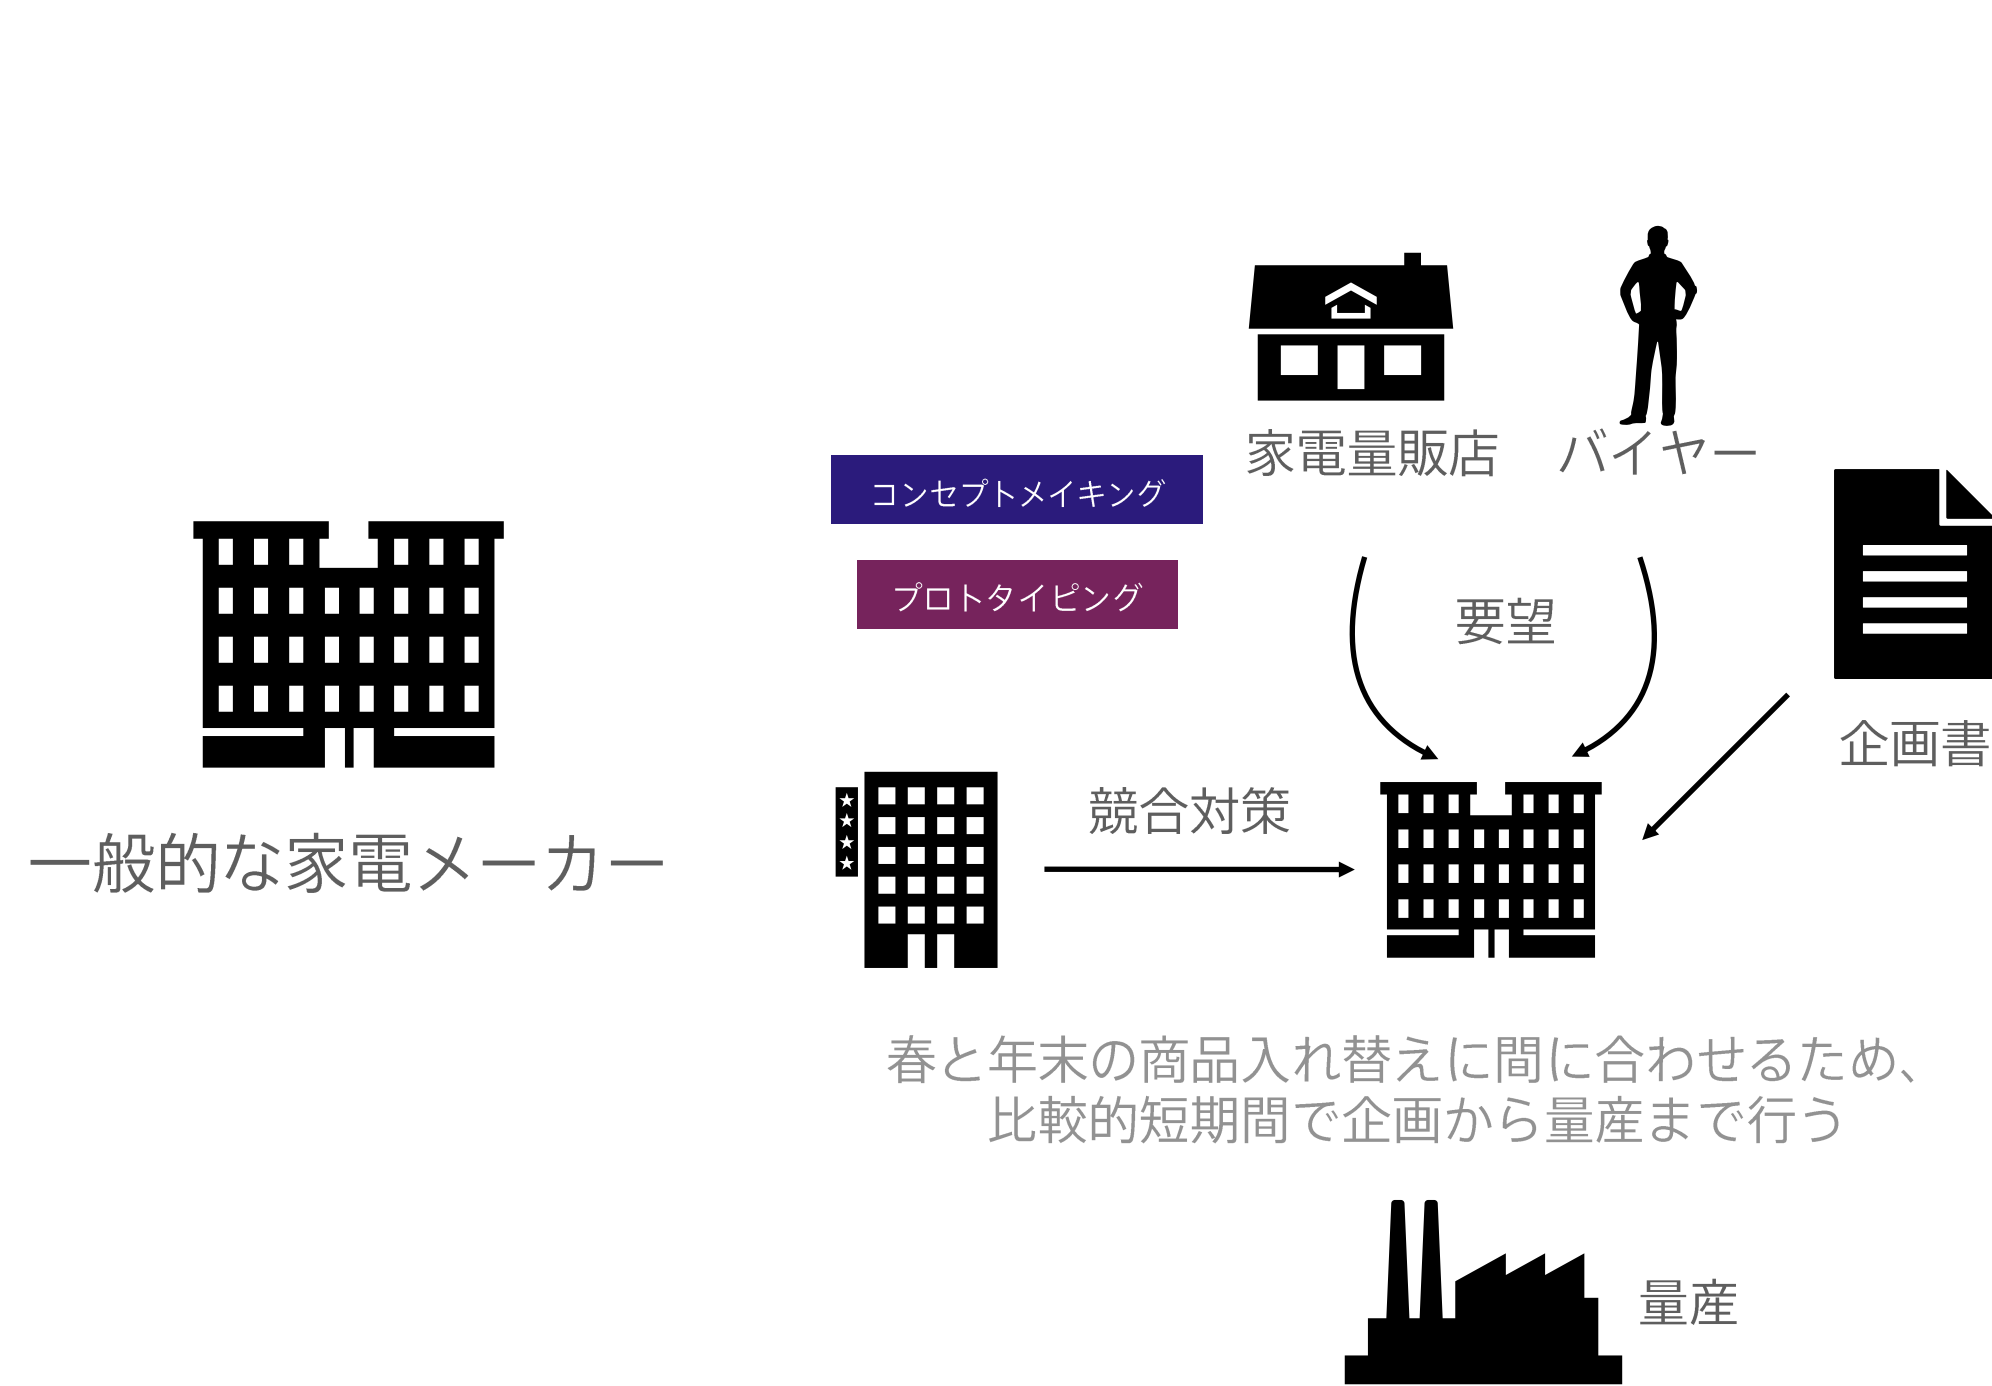 家電量販店
バイヤー
コンセプトメイキング
プロトタイピング
要望
企画書
競合対策
一般的な家電メーカー
春と年末の商品入れ替えに間に合わせるため、
比較的短期間で企画から量産まで行う
量産